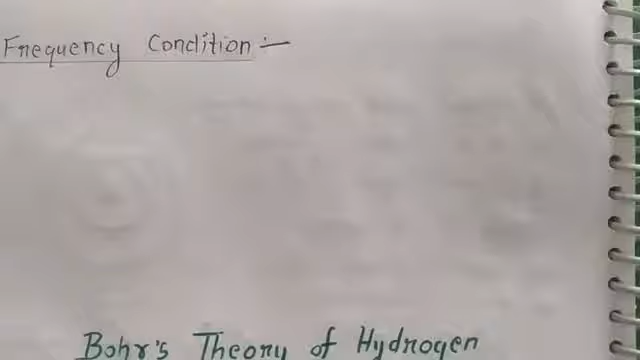 Frequency Condition :-
Bohr's Theory of Hydrogen